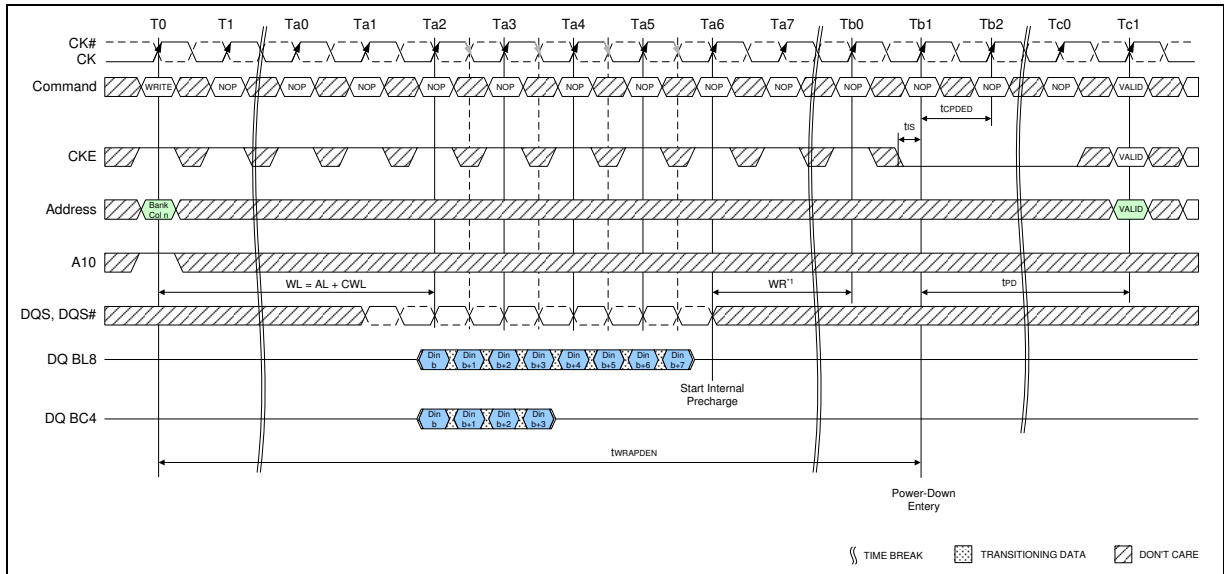 T0 T1 Ta0 Ta1 Ta2 Ta3 Ta4 Ta5 Ta6 Ta7 Tb0 Tb1 Tb2 Tc0 Tc1
CK#
CK
Command WRITE NOP NOP NOP NOP NOP NOP NOP NOP NOP NOP NOP NOP NOP VALID
tCPDED
tIS
CKE VALID
Address Bank Col n VALID
A10
WL = AL + CWL WR*1 tPD
DQS, DQS#
DQ BL8 Din b Din b+1 Din b+2 Din b+3 Din b+4 Din b+5 Din b+6 Din b+7
Start Internal
Precharge
DQ BC4 Din b Din b+1 Din b+2 Din b+3
tWRAPDEN
Power-Down
Entery
TIME BREAK TRANSITIONING DATA DON'T CARE